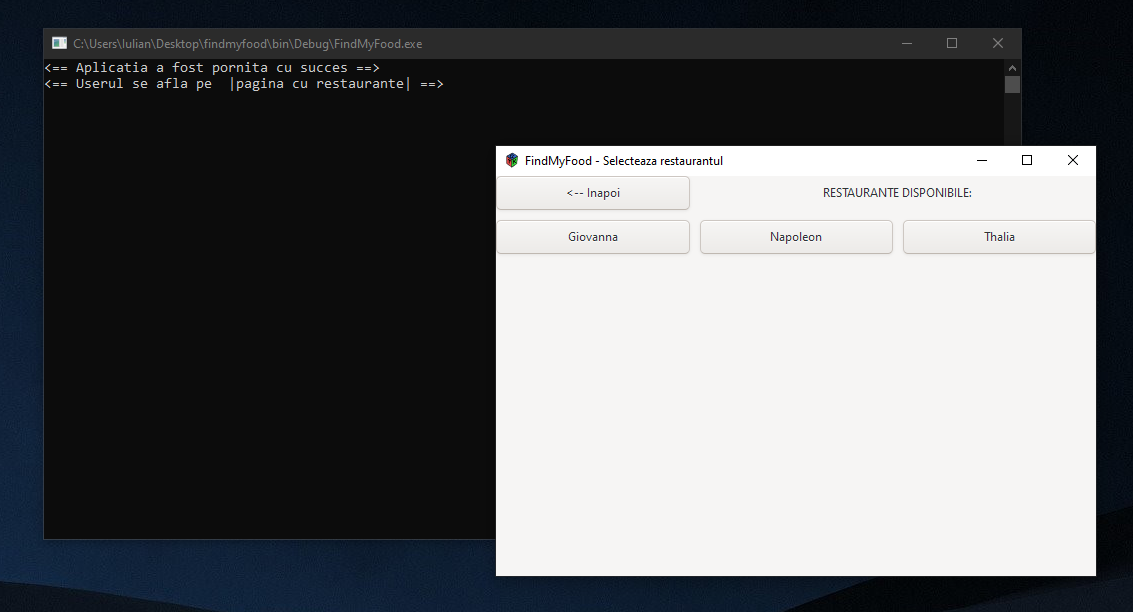 C:\Users\Iulian\Desktop\findmyfood\bin\Debug\FindMyFood.exe
<== Aplicatia a fost pornita cu succes ==>
<== Userul se afla pe  |pagina cu restaurante| ==>
FindMyFood - Selecteaza restaurantul
<-- Inapoi
RESTAURANTE DISPONIBILE:
Giovanna
Napoleon
Thalia